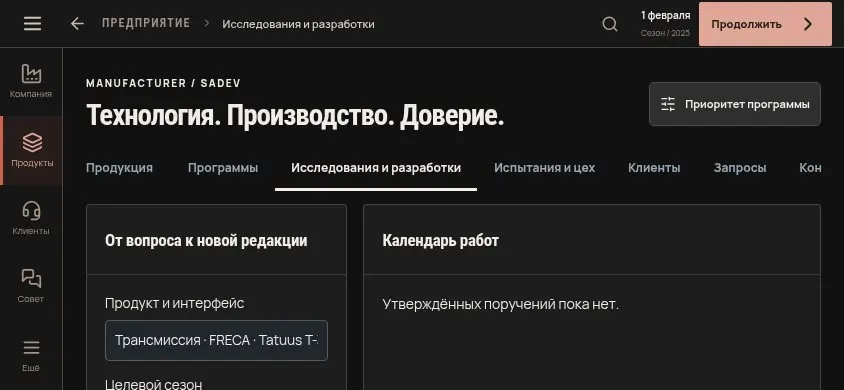 ПРЕДПРИЯТИЕ
Исследования и разработки
1 февраля
Сезон / 2025
Продолжить
Компания
Продукты
Клиенты
Совет
Ещё
MANUFACTURER / SADEV
Технология. Производство. Доверие.
Приоритет программы
Продукция
Программы
Исследования и разработки
Испытания и цех
Клиенты
Запросы
Кон
От вопроса к новой редакции
Продукт и интерфейс
Трансмиссия · FRECA · Tatuus T-
Целевой сезон
Календарь работ
Утверждённых поручений пока нет.